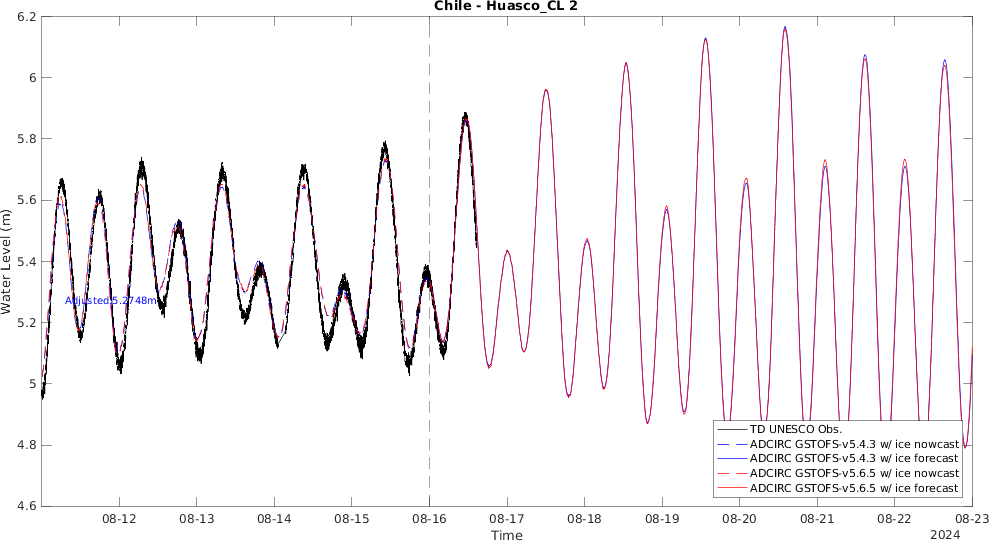 Chile - Huasco_CL 2
6.2
6
5.8
5.6
5.4
5.2
5
4.8
4.6
Water Level (m)
Adjusted 5.2748m
TD UNESCO Obs.
ADCIRC GSTOFS-v5.4.3 w/ ice nowcast
ADCIRC GSTOFS-v5.4.3 w/ ice forecast
ADCIRC GSTOFS-v5.6.5 w/ ice nowcast
ADCIRC GSTOFS-v5.6.5 w/ ice forecast
08-12 08-13 08-14 08-15 08-16 08-17 08-18 08-19 08-20 08-21 08-22 08-23
Time
2024